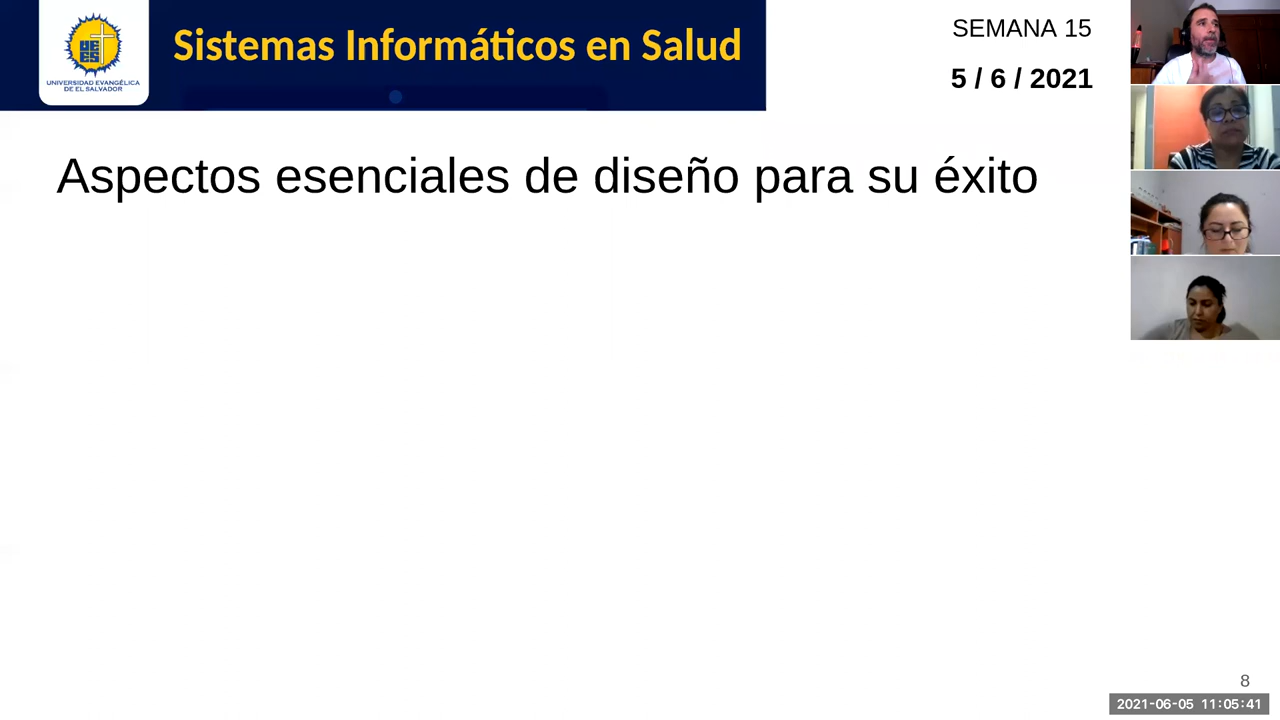 Sistemas Informáticos en Salud
UNIVERSIDAD EVANGÉLICA
DE EL SALVADOR
SEMANA 15
5 / 6 / 2021
Aspectos esenciales de diseño para su éxito
8
2021-06-05 11:05:41